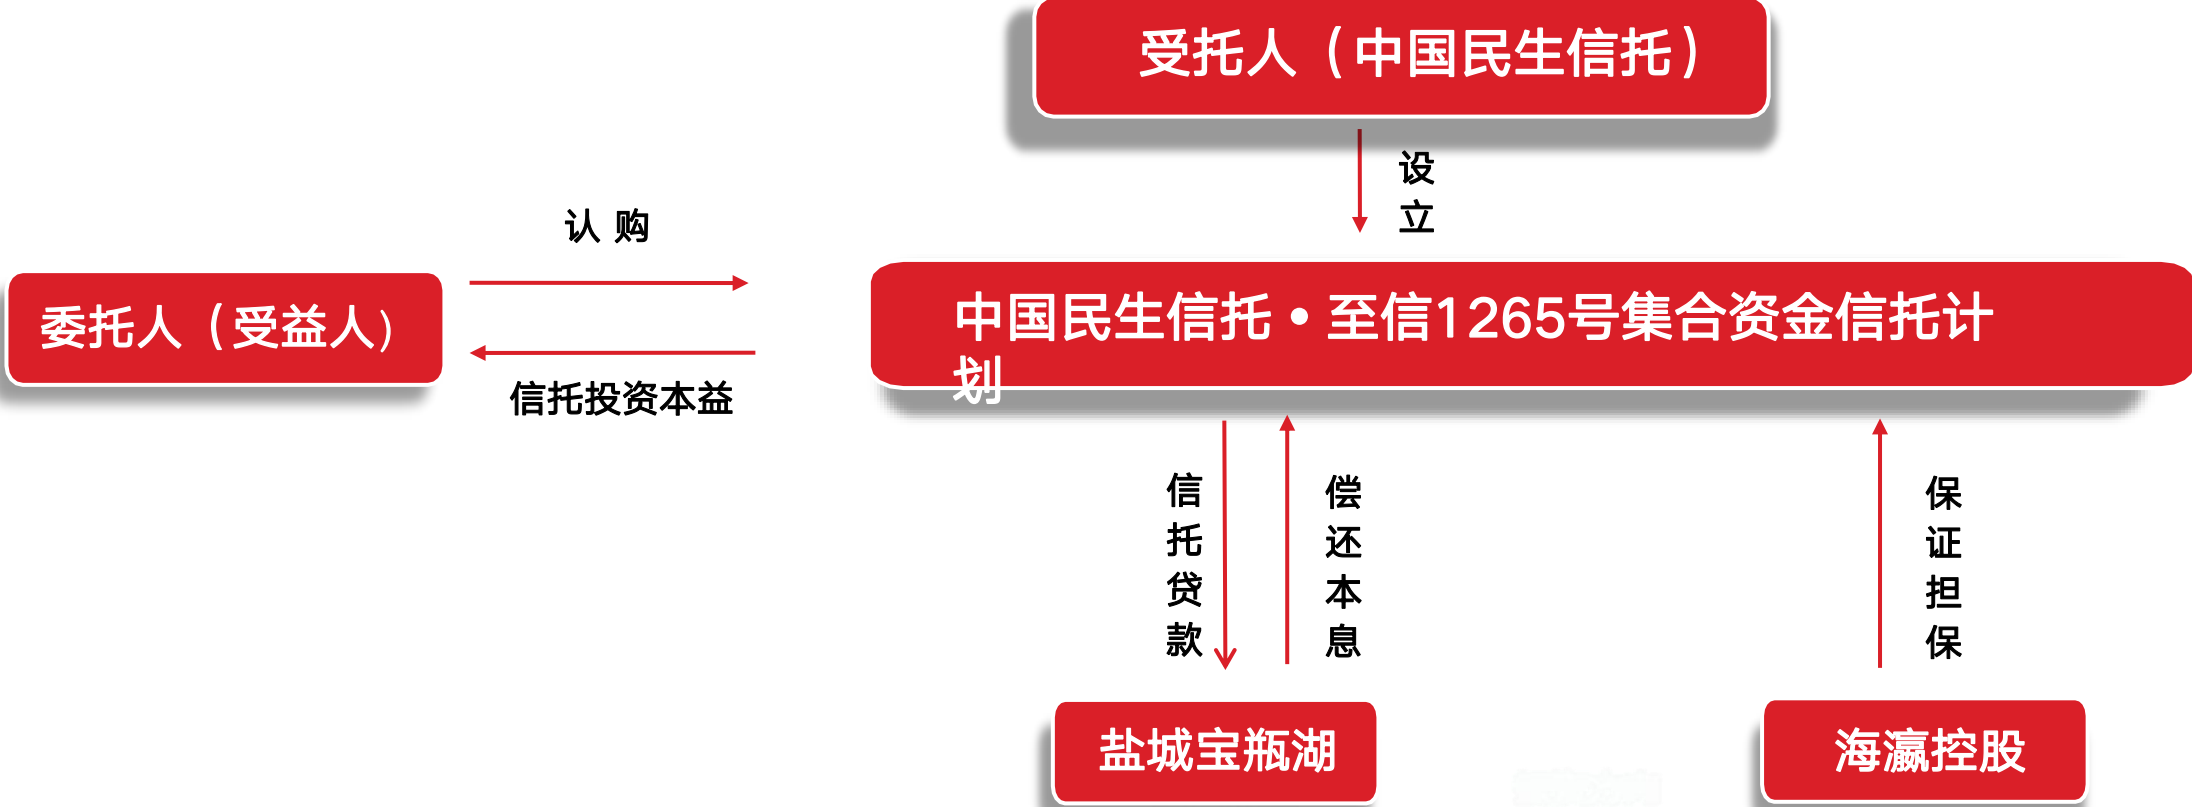 受托人（中国民生信托）
设
立
认 购
委托人（受益人）
中国民生信托•至信1265号集合资金信托计
划
信托投资本益
信
托
贷
款
偿
还
本
息
保
证
担
保
盐城宝瓶湖
海瀛控股